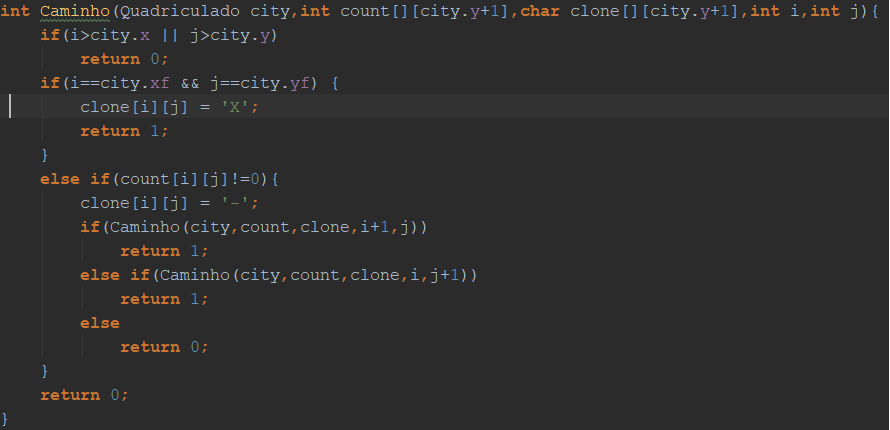 int Caminho(Quadriculado city,int count[][city.y+1],char clone[][city.y+1],int i,int j){
    if(i>city.x || j>city.y)
        return 0;
    if(i==city.xf && j==city.yf) {
        clone[i][j] = 'X';
        return 1;
    }
    else if(count[i][j]!=0){
        clone[i][j] = '-';
        if(Caminho(city,count,clone,i+1,j))
            return 1;
        else if(Caminho(city,count,clone,i,j+1))
            return 1;
        else
            return 0;
    }
    return 0;
}